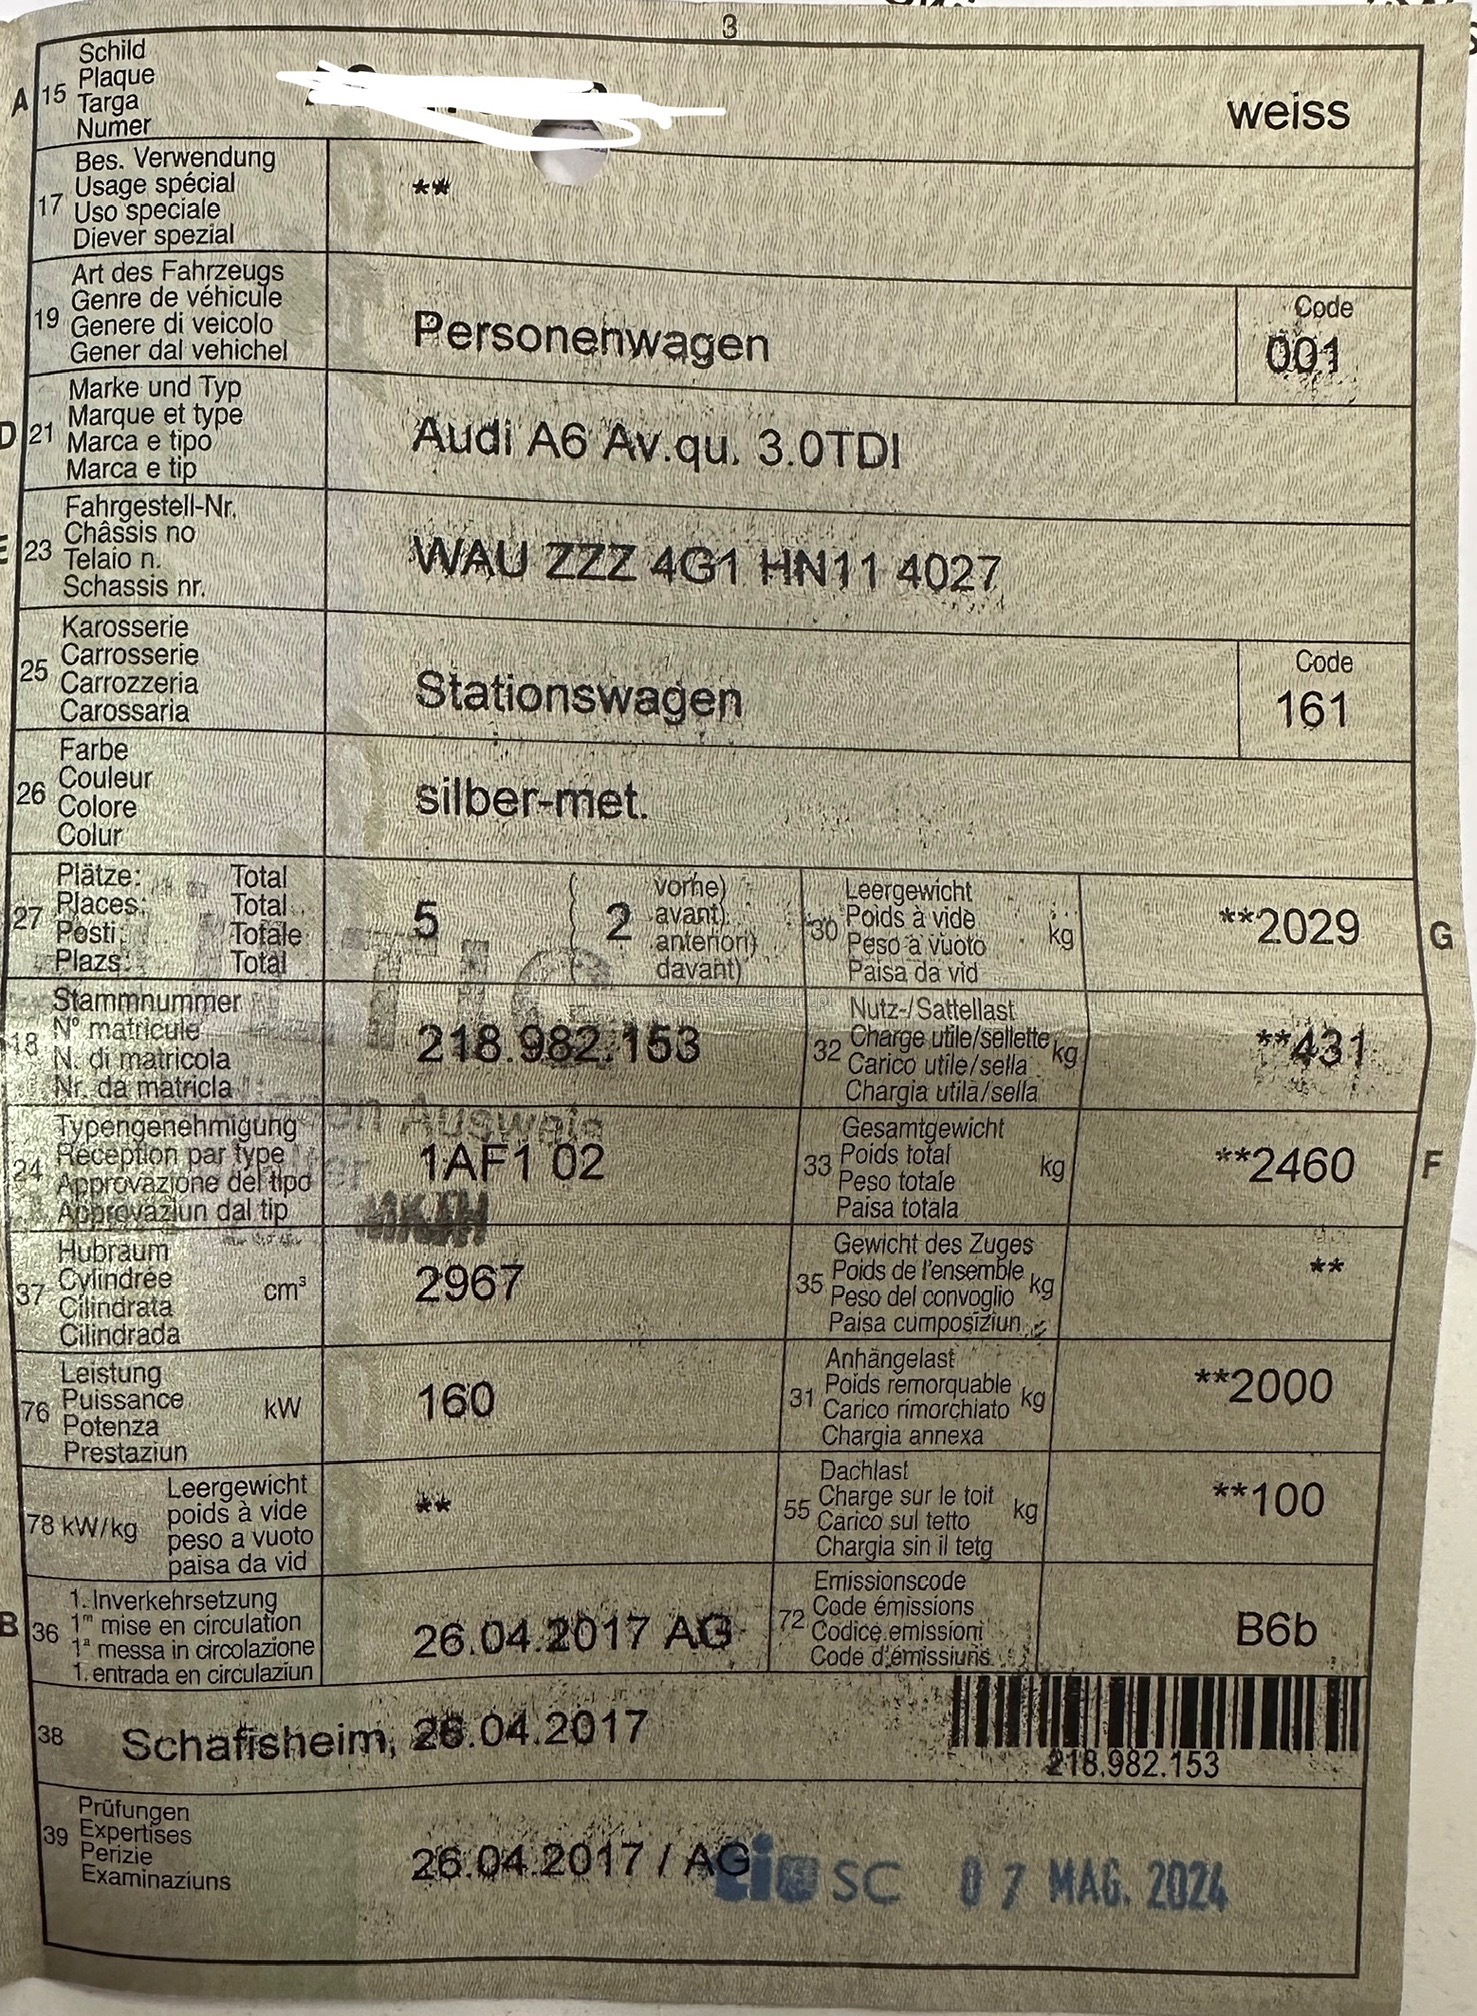 3
A 15 Schild
Plaque
Targa
Numer
weiss
17 Bes. Verwendung
Usage spécial
Uso speciale
Diever spezial
**
19 Art des Fahrzeugs
Genre de véhicule
Genere di veicolo
Gener dal vehichel
Personenwagen
Code
001
D 21 Marke und Typ
Marque et type
Marca e tipo
Marca e tip
Audi A6 Av.qu. 3.0TDI
E 23 Fahrgestell-Nr.
Châssis no
Telaio n.
Schassis nr.
WAU ZZZ 4G1 HN11 4027
25 Karosserie
Carrosserie
Carrozzeria
Carossaria
Stationswagen
Code
161
26 Farbe
Couleur
Colore
Colur
silber-met.
27 Plätze: Total
Places: Total
Posti: Totale
Plazs: Total
5 ( 2 vorne)
avant)
anteriori)
davant)
30 Leergewicht
Poids à vide
Peso à vuoto
Paisa da vid
kg
**2029
G
18 Stammnummer
N° matricule
N. di matricola
Nr. da matricla
218.982.153
32 Nutz-/Sattellast
Charge utile/sellette
Carico utile/sella
Chargia utila/sella
kg
**431
24 Typengenehmigung
Réception par type
Approvazione del tipo
Approvaziun dal tip
1AF1 02
33 Gesamtgewicht
Poids total
Peso totale
Paisa totala
kg
**2460
F
37 Hubraum
Cylindrée
Cilindrata
Cilindrada
cm³
2967
35 Gewicht des Zuges
Poids de l'ensemble
Peso del convoglio
Paisa cumposiziun
kg
**
76 Leistung
Puissance
Potenza
Prestaziun
kW
160
31 Anhängelast
Poids remorquable
Carico rimorchiato
Chargia annexa
kg
**2000
78 kW/kg
Leergewicht
poids à vide
peso a vuoto
paisa da vid
**
55 Dachlast
Charge sur le toit
Carico sul tetto
Chargia sin il tetg
kg
**100
B 36 1. Inverkehrsetzung
1re mise en circulation
1a messa in circolazione
1. entrada en circulaziun
26.04.2017 AG
72 Emissionscode
Code émissions
Codice emissioni
Code d'emissiuns
B6b
38 Schafisheim, 26.04.2017
218.982.153
39 Prüfungen
Expertises
Perizie
Examinaziuns
26.04.2017 / AG
SC 07 MAG. 2024